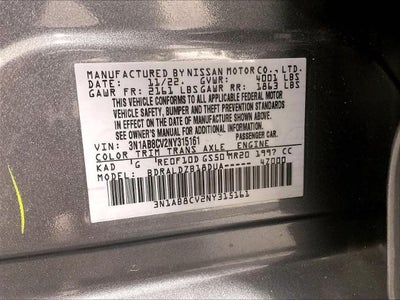 MANUFACTURED BY NISSAN MOTOR CO., LTD.
11/22. GVWR: 4001 LBS
GAWR FR: 2161 LBS GAWR RR: 1863 LBS
THIS VEHICLE CONFORMS TO ALL APPLICABLE FEDERAL MOTOR
VEHICLE SAFETY, BUMPER, AND THEFT PREVENTION STANDARDS
IN EFFECT ON THE DATE OF MANUFACTURE SHOWN ABOVE.
SEE OWNER'S MANUAL FOR ADDITIONAL INFORMATION.
VIN: 3N1AB8CV2NY315161 PASSENGER CAR.
COLOR TRIM TRANS AXLE ENGINE
KAD 'G RE0F10D GS50 MR20 1997 CC
BDRALDZB18DUA----- 47000
3N1AB8CV2NY315161